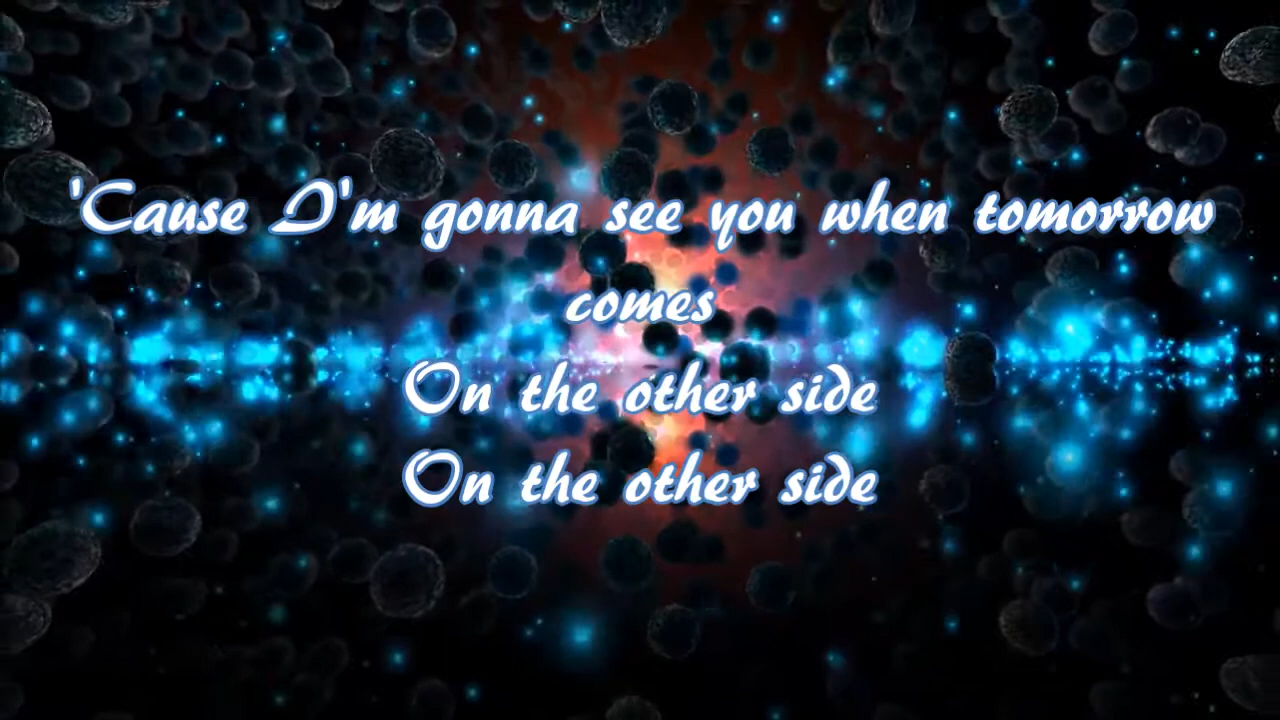 'Cause I'm gonna see you when tomorrow
comes
On the other side
On the other side